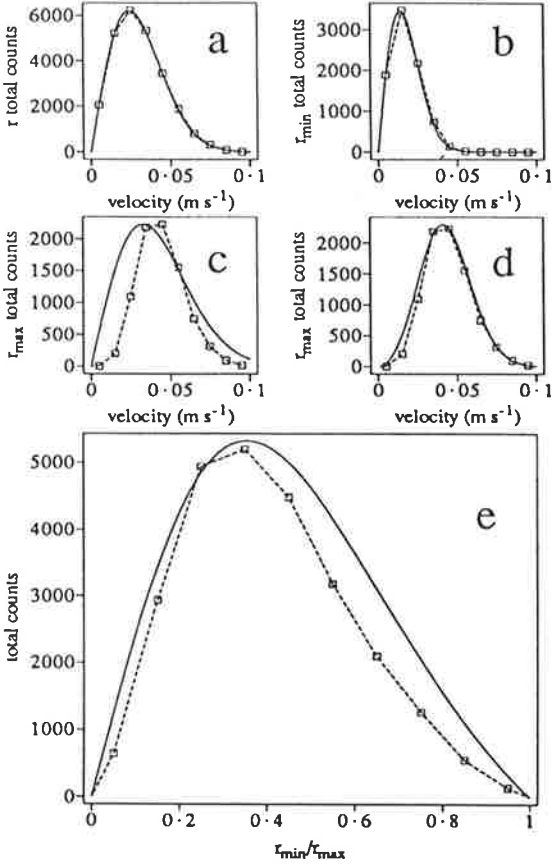 r total counts
6000
4000
2000
0
a
0
0·05
0·1
velocity (m s⁻¹)
r_min total counts
3000
2000
1000
0
b
0
0·05
0·1
velocity (m s⁻¹)
r_max total counts
2000
1500
1000
500
0
c
0
0·05
0·1
velocity (m s⁻¹)
r_max total counts
2000
1500
1000
500
0
d
0
0·05
0·1
velocity (m s⁻¹)
total counts
5000
4000
3000
2000
1000
0
e
0
0·2
0·4
0·6
0·8
1
r_min/r_max